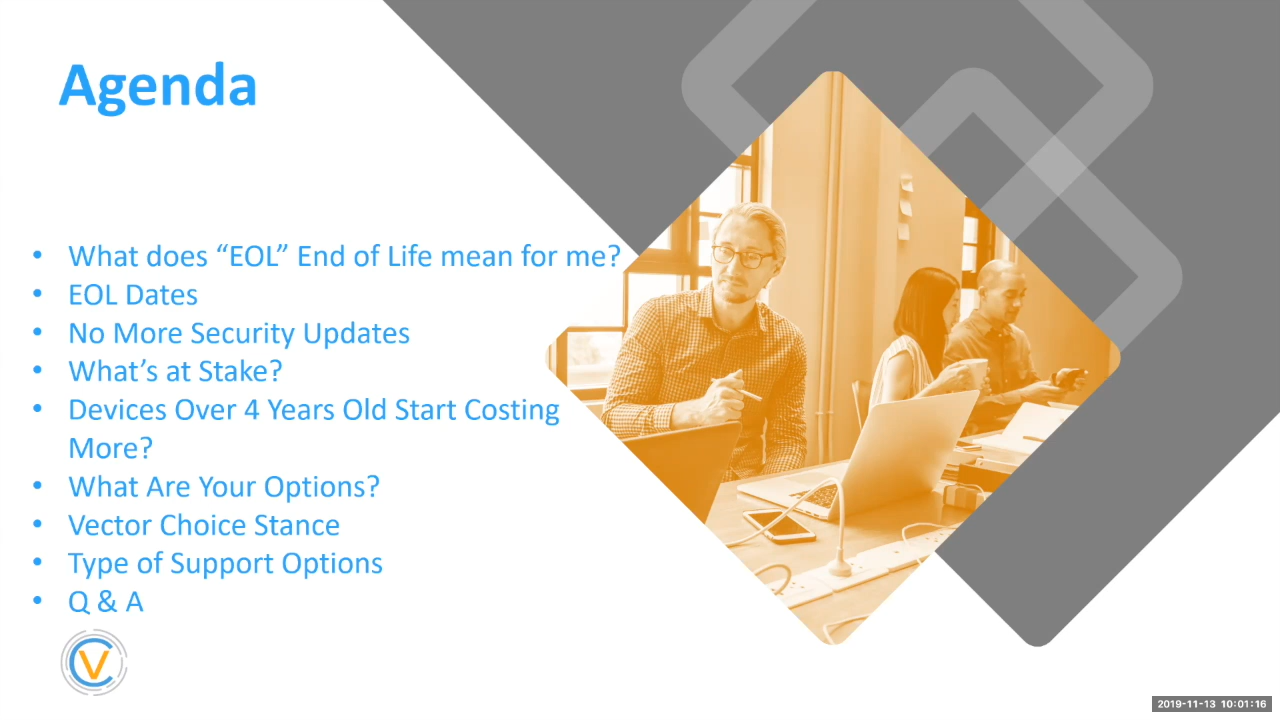 Agenda
• What does “EOL” End of Life mean for me?
• EOL Dates
• No More Security Updates
• What’s at Stake?
• Devices Over 4 Years Old Start Costing
More?
• What Are Your Options?
• Vector Choice Stance
• Type of Support Options
• Q & A
CV
2019-11-13 10:01:16